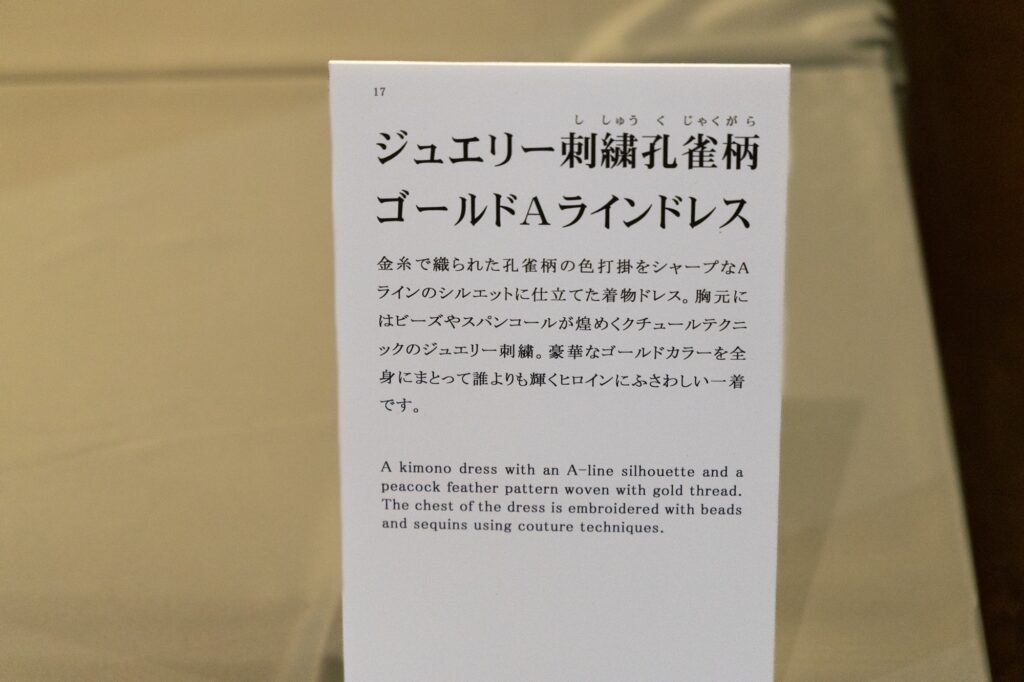 17
し しゅう く じゃくがら
ジュエリー刺繍孔雀柄
ゴールドAラインドレス
金糸で織られた孔雀柄の色打掛をシャープなA
ラインのシルエットに仕立てた着物ドレス。胸元に
はビーズやスパンコールが煌めくクチュールテクニ
ックのジュエリー刺繍。豪華なゴールドカラーを全
身にまとって誰よりも輝くヒロインにふさわしい一着
です。
A kimono dress with an A-line silhouette and a
peacock feather pattern woven with gold thread.
The chest of the dress is embroidered with beads
and sequins using couture techniques.